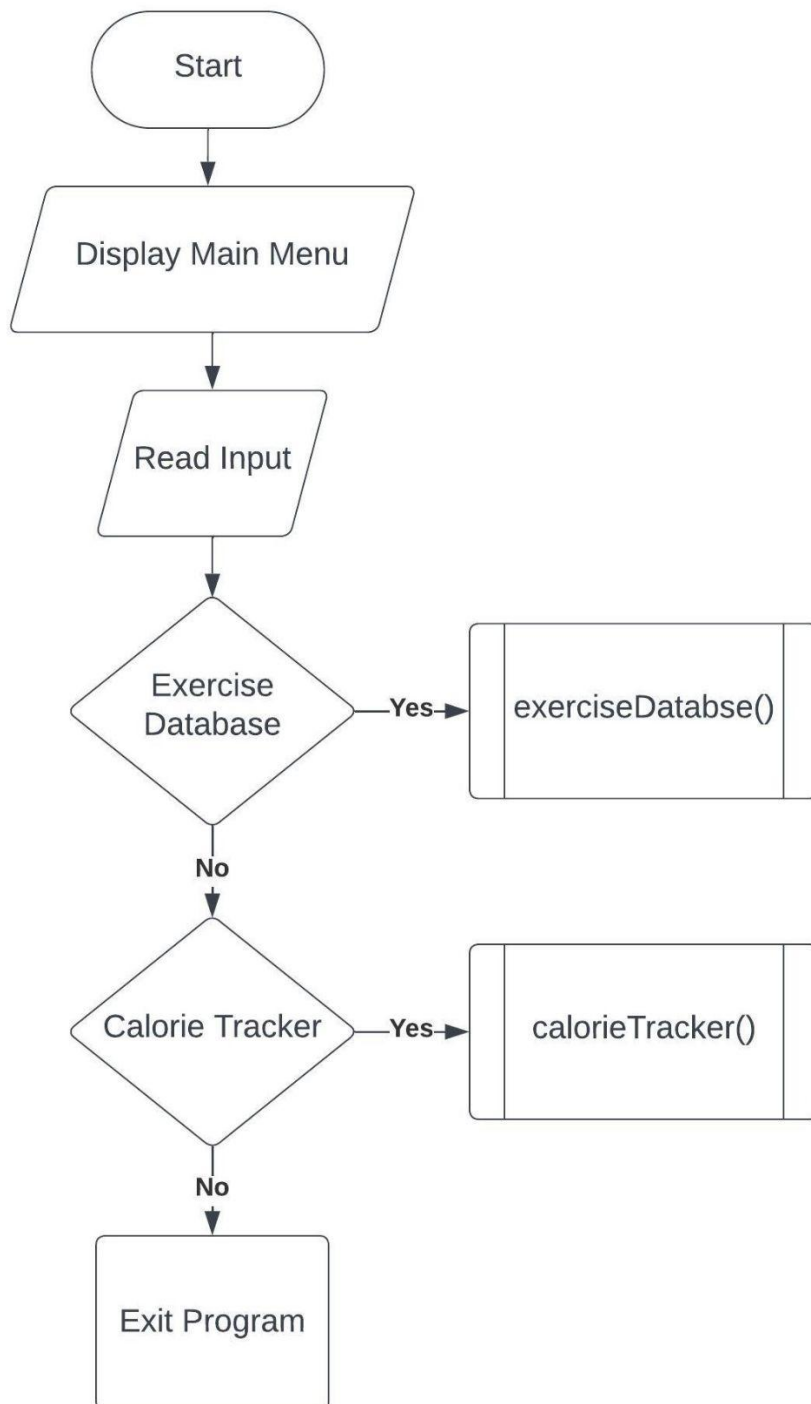 Start
Display Main Menu
Read Input
Exercise
Database
Yes
exerciseDatabse()
No
Calorie Tracker
Yes
calorieTracker()
No
Exit Program